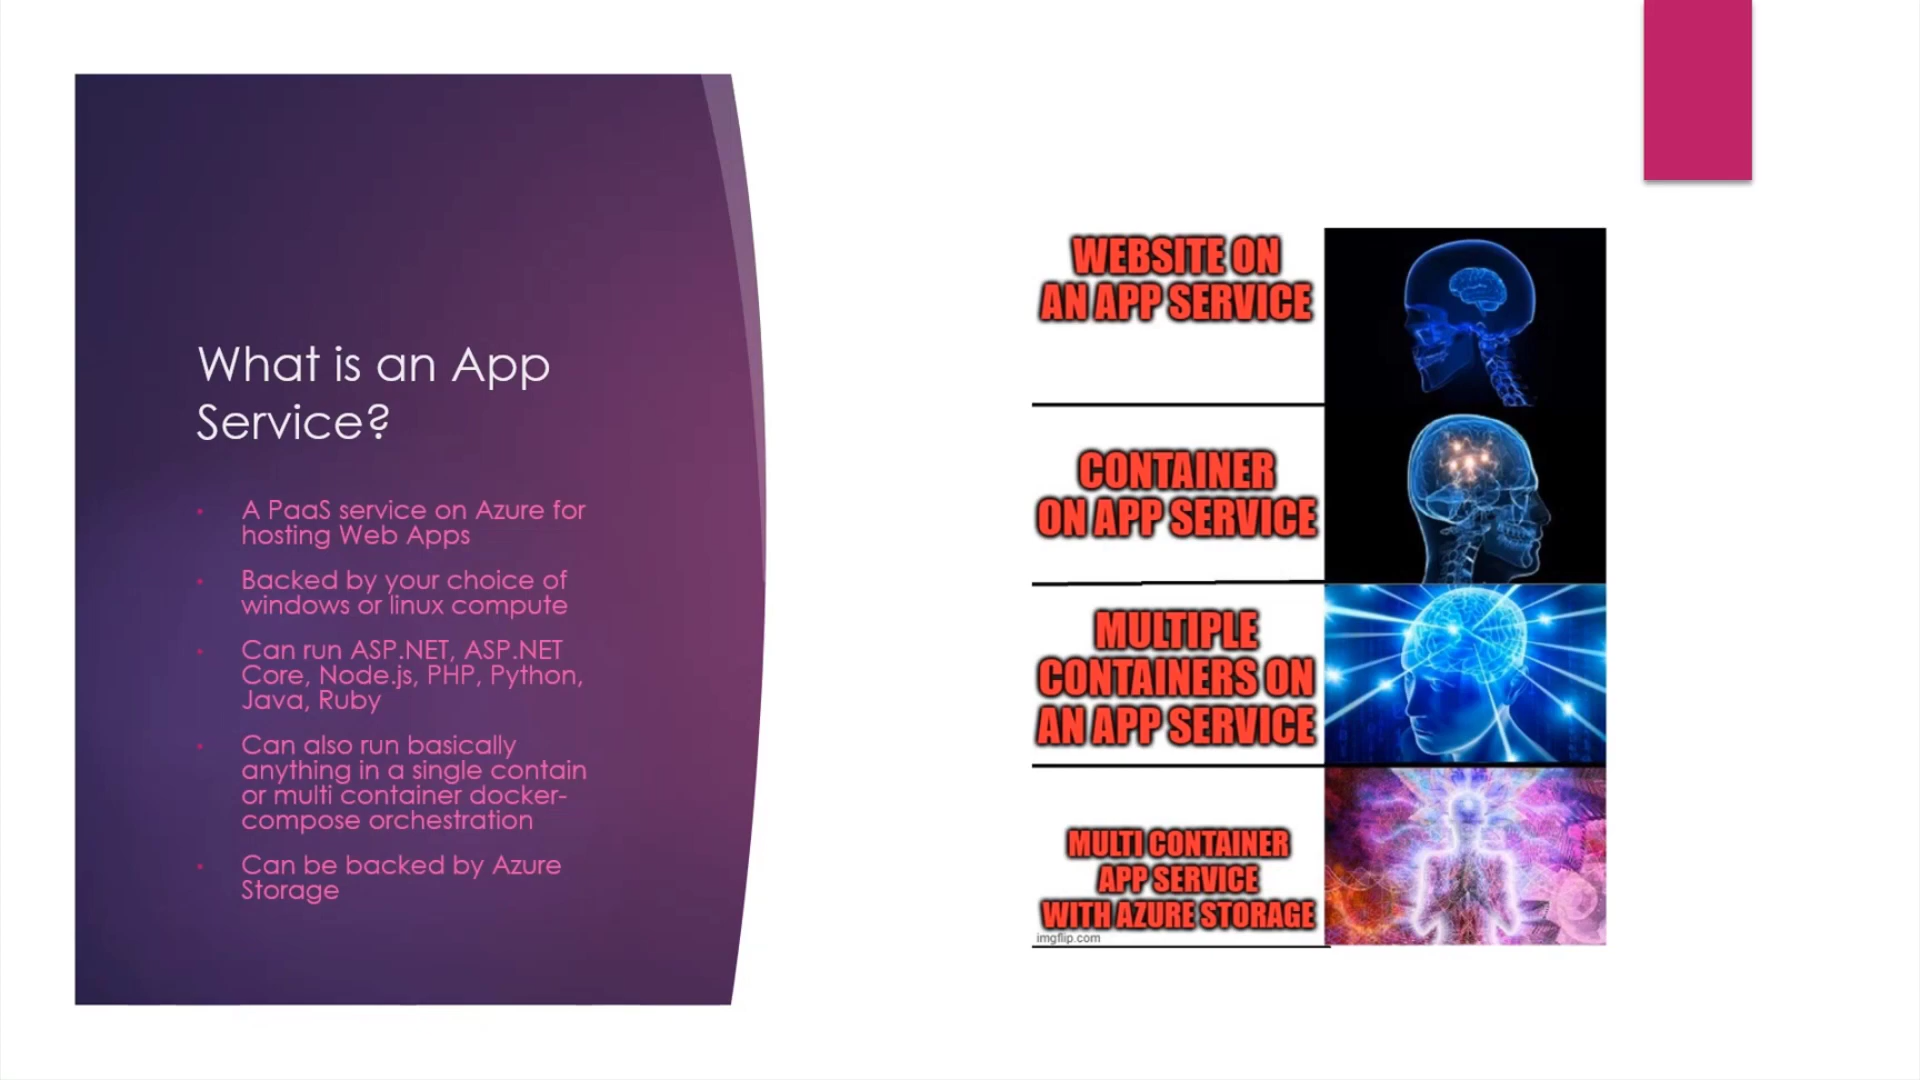 What is an App
Service?
• A PaaS service on Azure for
hosting Web Apps
• Backed by your choice of
windows or linux compute
• Can run ASP.NET, ASP.NET
Core, Node.js, PHP, Python,
Java, Ruby
• Can also run basically
anything in a single contain
or multi container docker-
compose orchestration
• Can be backed by Azure
Storage
WEBSITE ON
AN APP SERVICE
CONTAINER
ON APP SERVICE
MULTIPLE
CONTAINERS ON
AN APP SERVICE
MULTI CONTAINER
APP SERVICE
WITH AZURE STORAGE
imgflip.com